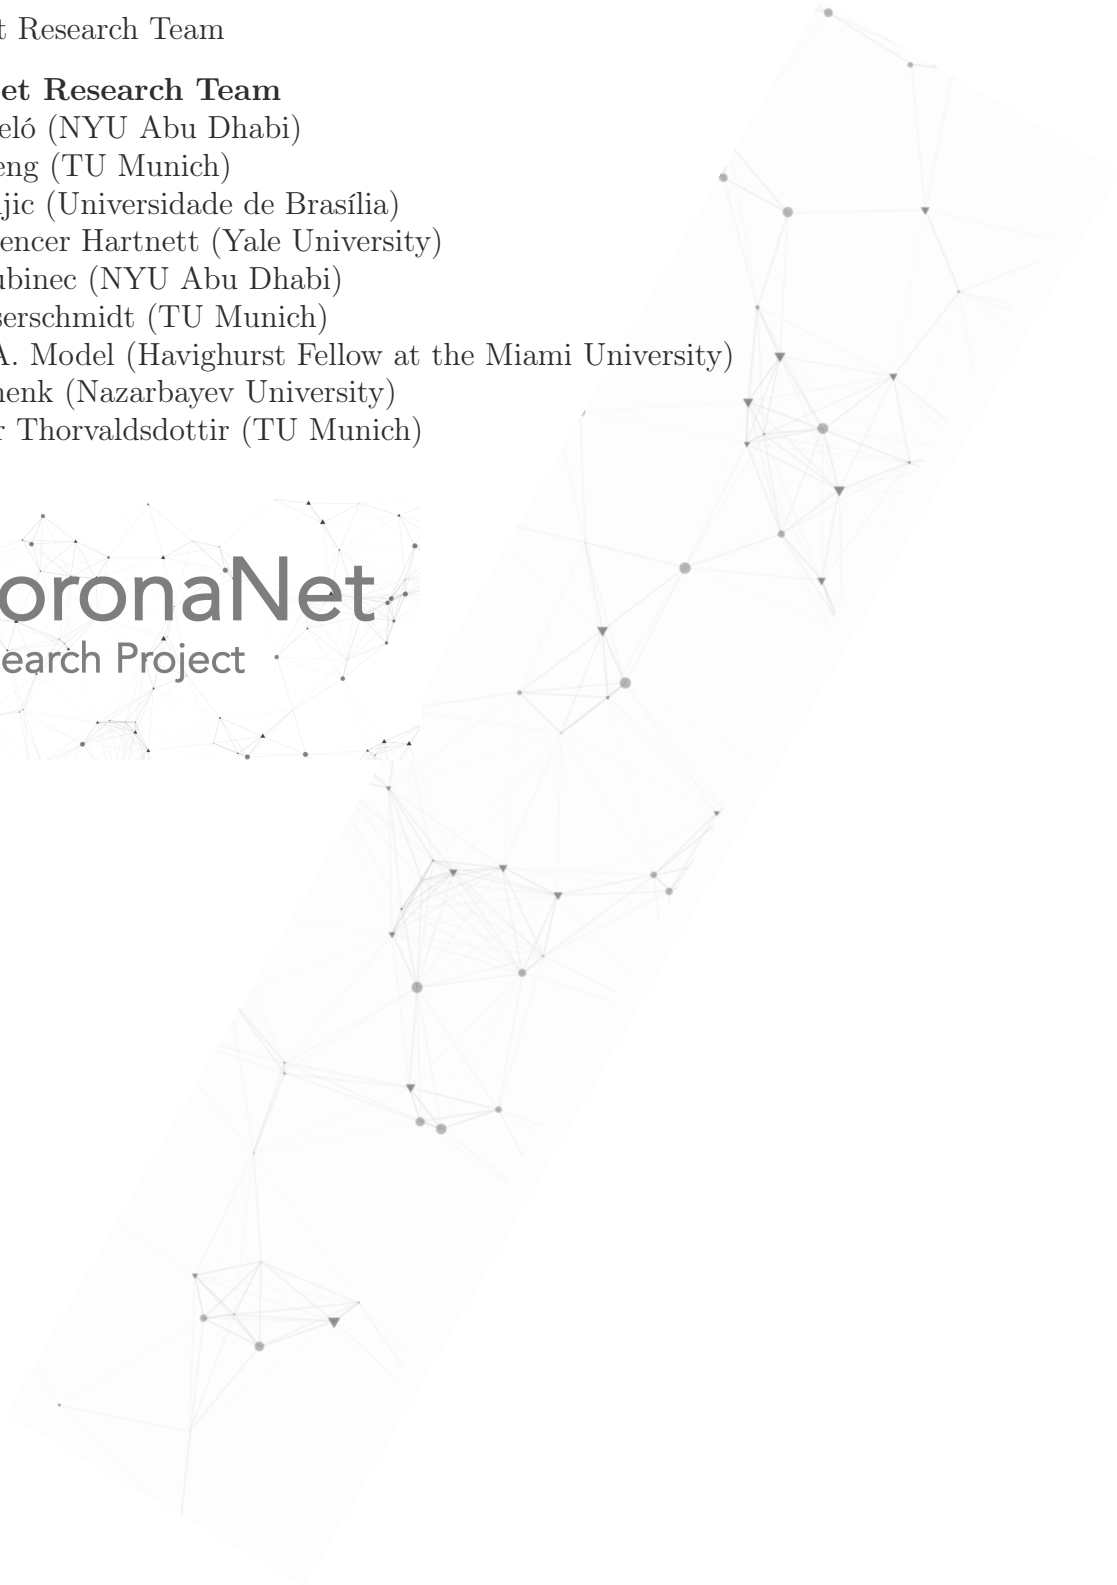 t Research Team
et Research Team
eló (NYU Abu Dhabi)
eng (TU Munich)
jic (Universidade de Brasília)
encer Hartnett (Yale University)
ubinec (NYU Abu Dhabi)
serschmidt (TU Munich)
A. Model (Havighurst Fellow at the Miami University)
henk (Nazarbayev University)
r Thorvaldsdottir (TU Munich)
oronaNet
earch Project